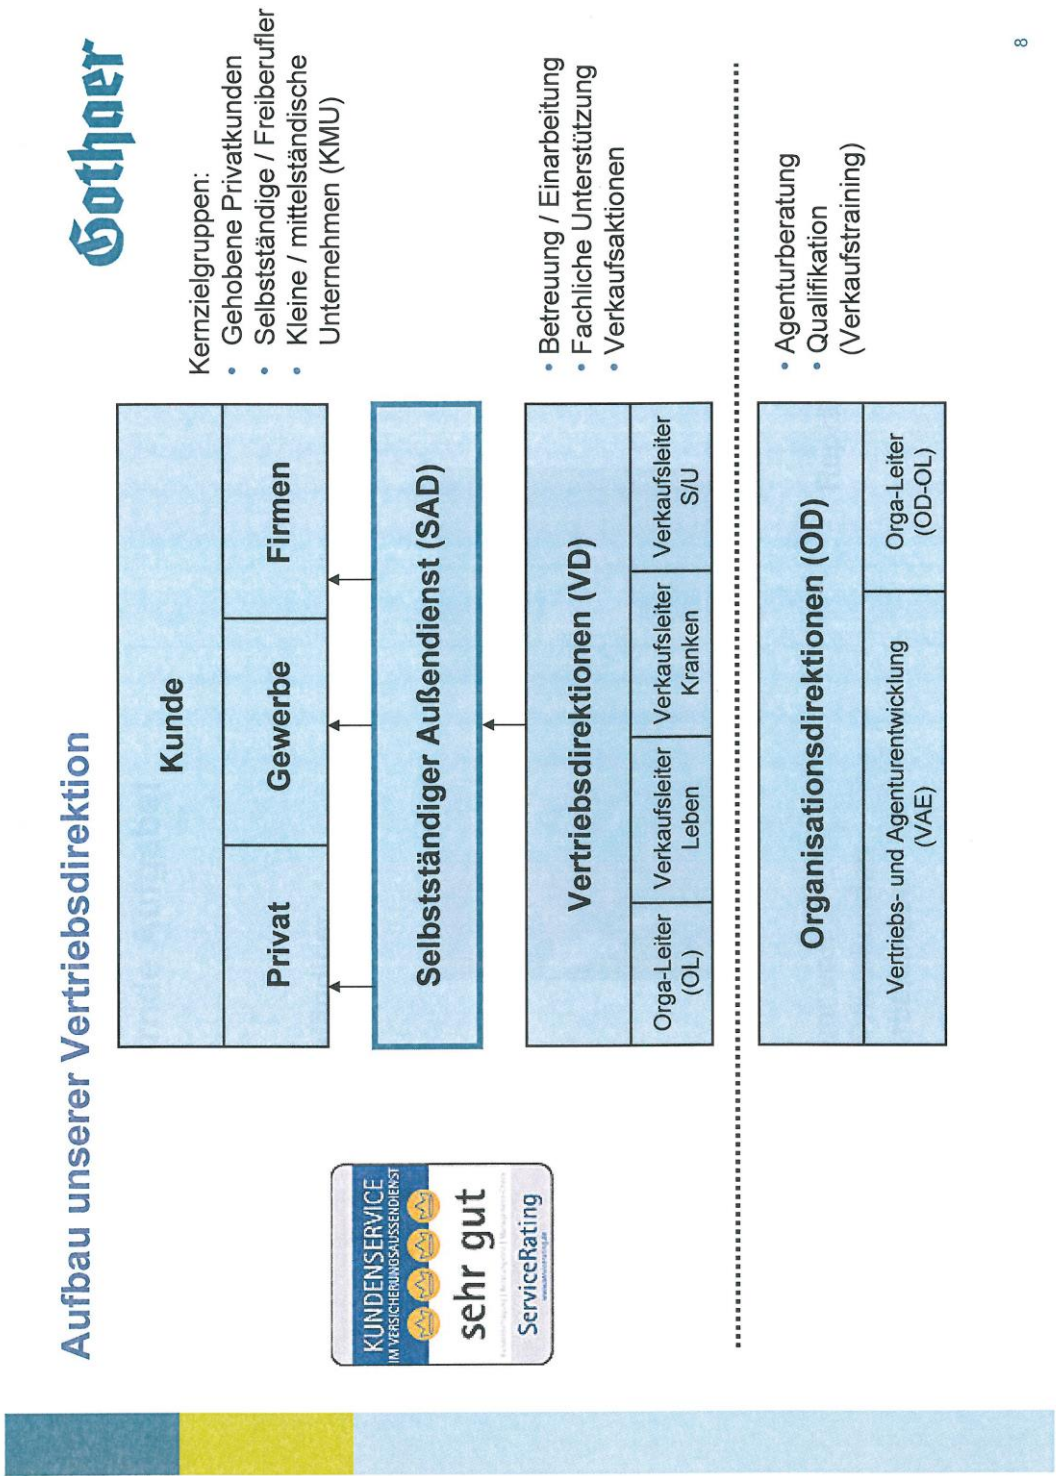 Aufbau unserer Vertriebsdirektion
Gothaer
KUNDENSERVICE
IM VERSICHERUNGSAUSSENDIENST
sehr gut
ServiceRating
Kunde
Privat
Gewerbe
Firmen
Kernzielgruppen:
• Gehobene Privatkunden
• Selbstständige / Freiberufler
• Kleine / mittelständische
Unternehmen (KMU)
Selbstständiger Außendienst (SAD)
Vertriebsdirektionen (VD)
Orga-Leiter
(OL)
Verkaufsleiter
Leben
Verkaufsleiter
Kranken
Verkaufsleiter
S/U
• Betreuung / Einarbeitung
• Fachliche Unterstützung
• Verkaufsaktionen
Organisationsdirektionen (OD)
Vertriebs- und Agenturentwicklung
(VAE)
Orga-Leiter
(OD-OL)
• Agenturberatung
• Qualifikation
(Verkaufstraining)
8